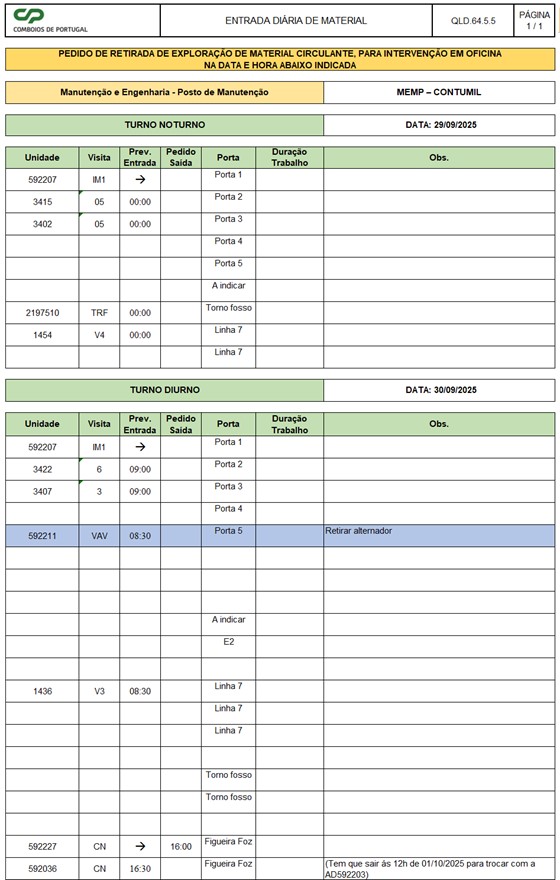 CP
COMBOIOS DE PORTUGAL
ENTRADA DIÁRIA DE MATERIAL
QLD.64.5.5
PÁGINA
1 / 1
PEDIDO DE RETIRADA DE EXPLORAÇÃO DE MATERIAL CIRCULANTE, PARA INTERVENÇÃO EM OFICINA
NA DATA E HORA ABAIXO INDICADA
Manutenção e Engenharia - Posto de Manutenção MEMP – CONTUMIL
TURNO NOTURNO DATA: 29/09/2025
Unidade Visita Prev. Entrada Pedido Saída Porta Duração Trabalho Obs.
592207 IM1 → Porta 1
3415 05 00:00 Porta 2
3402 05 00:00 Porta 3
Porta 4
Porta 5
A indicar
2197510 TRF 00:00 Torno fosso
1454 V4 00:00 Linha 7
Linha 7
TURNO DIURNO DATA: 30/09/2025
Unidade Visita Prev. Entrada Pedido Saída Porta Duração Trabalho Obs.
592207 IM1 → Porta 1
3422 6 09:00 Porta 2
3407 3 09:00 Porta 3
Porta 4
592211 VAV 08:30 Porta 5 Retirar alternador
A indicar
E2
1436 V3 08:30 Linha 7
Linha 7
Linha 7
Torno fosso
Torno fosso
592227 CN → 16:00 Figueira Foz
592036 CN 16:30 Figueira Foz (Tem que sair ás 12h de 01/10/2025 para trocar com a
AD592203)